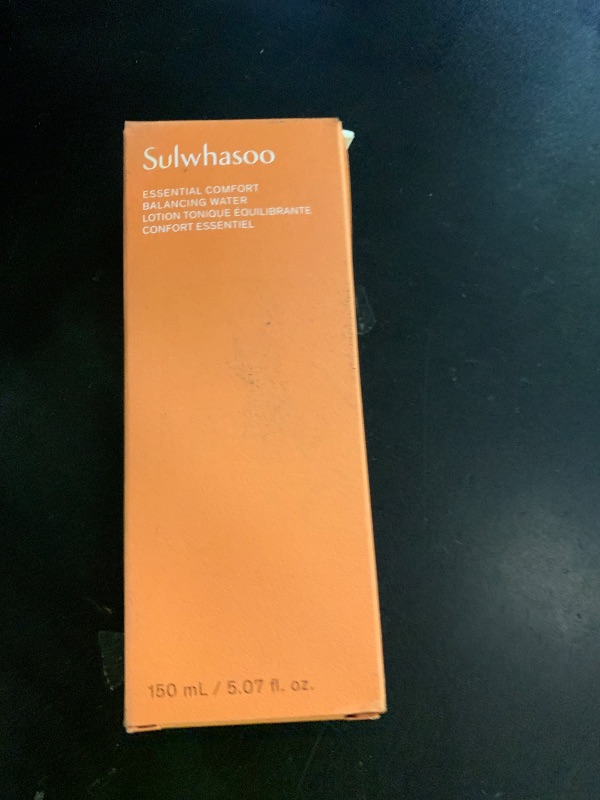 Sulwhasoo
ESSENTIAL COMFORT
BALANCING WATER
LOTION TONIQUE ÉQUILIBRANTE
CONFORT ESSENTIEL
150 mL / 5.07 fl. oz.